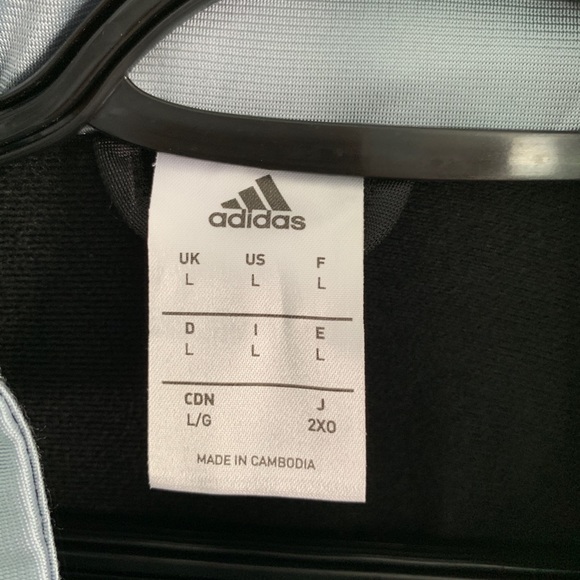 adidas
UK US F
L L L
D I E
L L L
CDN J
L/G 2XO
MADE IN CAMBODIA